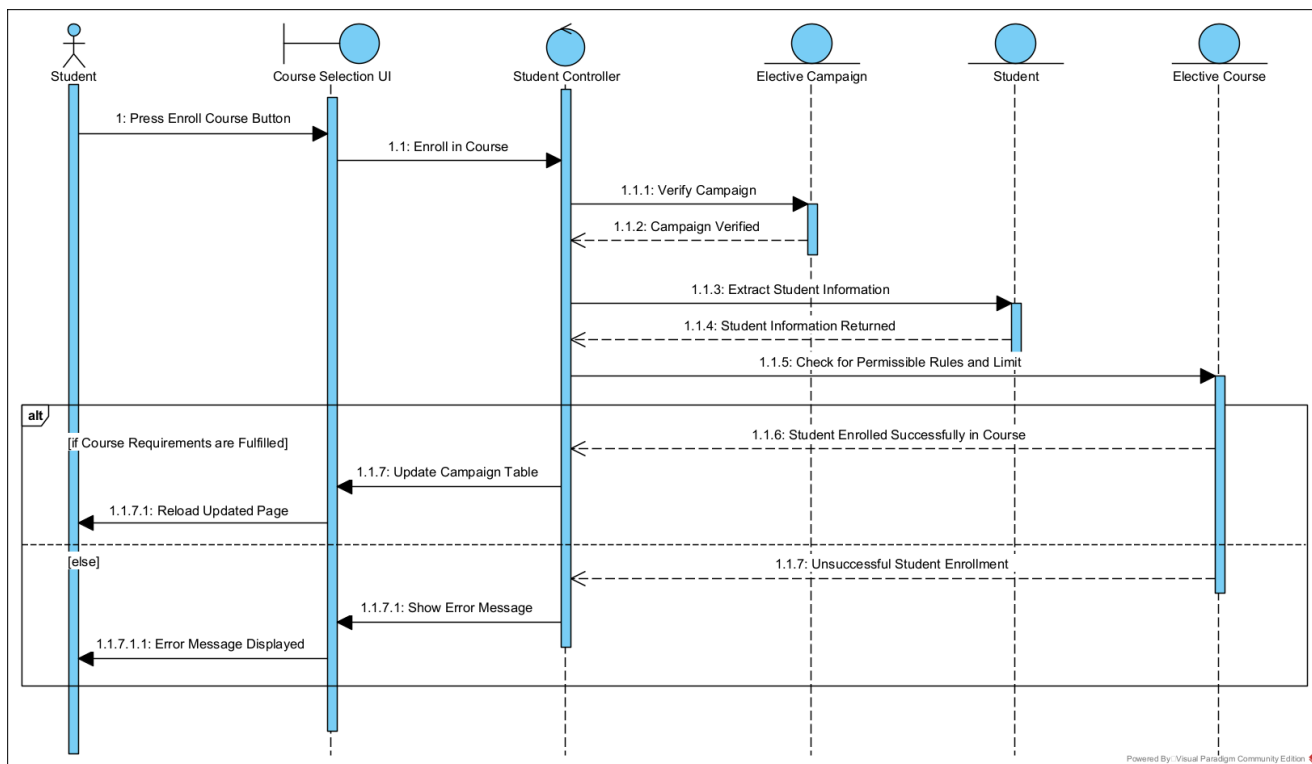 Student
Course Selection UI
Student Controller
Elective Campaign
Student
Elective Course
1: Press Enroll Course Button
1.1: Enroll in Course
1.1.1: Verify Campaign
1.1.2: Campaign Verified
1.1.3: Extract Student Information
1.1.4: Student Information Returned
1.1.5: Check for Permissible Rules and Limit
alt
[if Course Requirements are Fulfilled]
1.1.6: Student Enrolled Successfully in Course
1.1.7: Update Campaign Table
1.1.7.1: Reload Updated Page
[else]
1.1.7: Unsuccessful Student Enrollment
1.1.7.1: Show Error Message
1.1.7.1.1: Error Message Displayed
Powered By: Visual Paradigm Community Edition